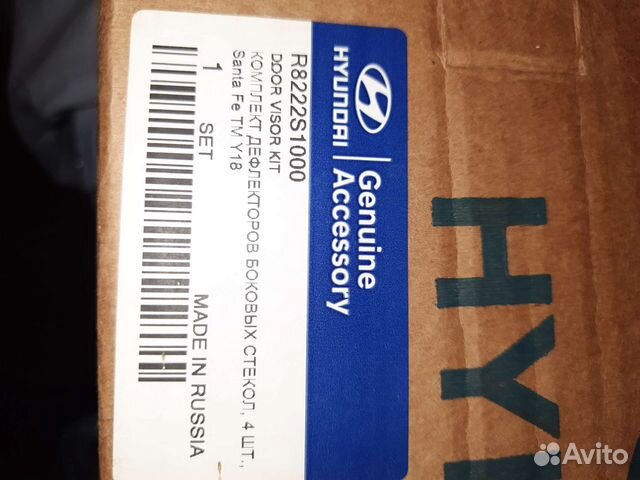 HYUNDAI
Genuine
Accessory
R8222S1000
DOOR VISOR KIT
КОМПЛЕКТ ДЕФЛЕКТОРОВ БОКОВЫХ СТЕКОЛ, 4 ШТ.,
Santa Fe TM Y18
1 SET MADE IN RUSSIA
HY
Avito